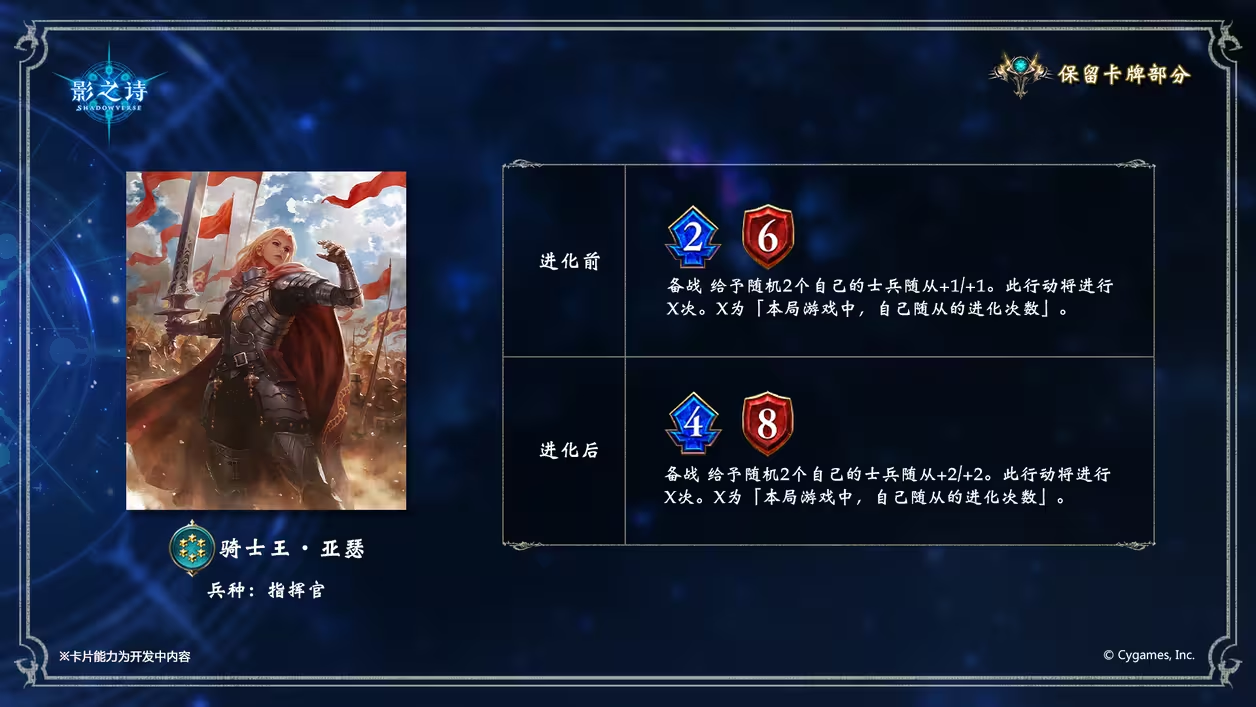 影之诗
SHADOWVERSE
保留卡牌部分
进化前
2 6
备战 给予随机2个自己的士兵随从+1/+1。此行动将进行
X次。X为「本局游戏中，自己随从的进化次数」。
进化后
4 8
备战 给予随机2个自己的士兵随从+2/+2。此行动将进行
X次。X为「本局游戏中，自己随从的进化次数」。
骑士王·亚瑟
兵种：指挥官
※卡片能力为开发中内容
© Cygames, Inc.